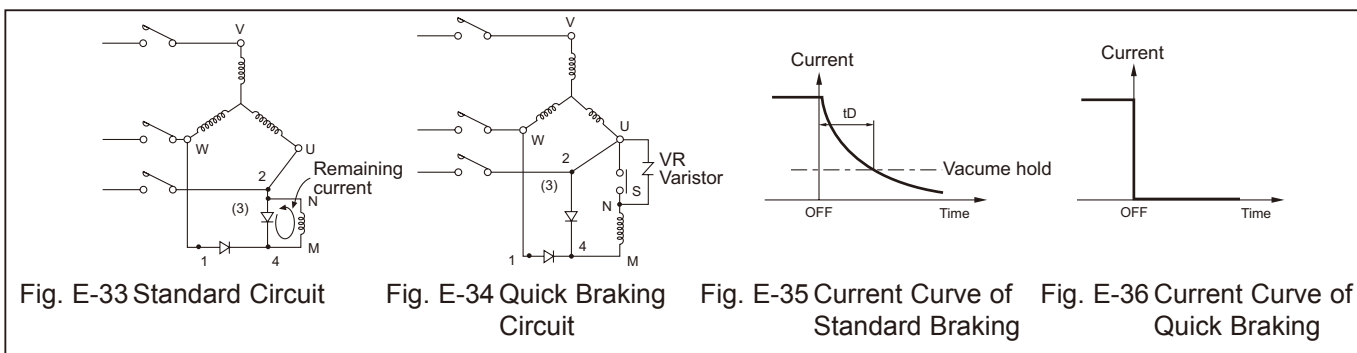 V
W
U
2
Remaining
current
(3)
N
1
4
M
Fig. E-33 Standard Circuit
V
W
U
2
VR
Varistor
(3)
S
N
1
4
M
Fig. E-34 Quick Braking
Circuit
Current
tD
Vacume hold
OFF
Time
Fig. E-35 Current Curve of
Standard Braking
Current
OFF
Time
Fig. E-36 Current Curve of
Quick Braking